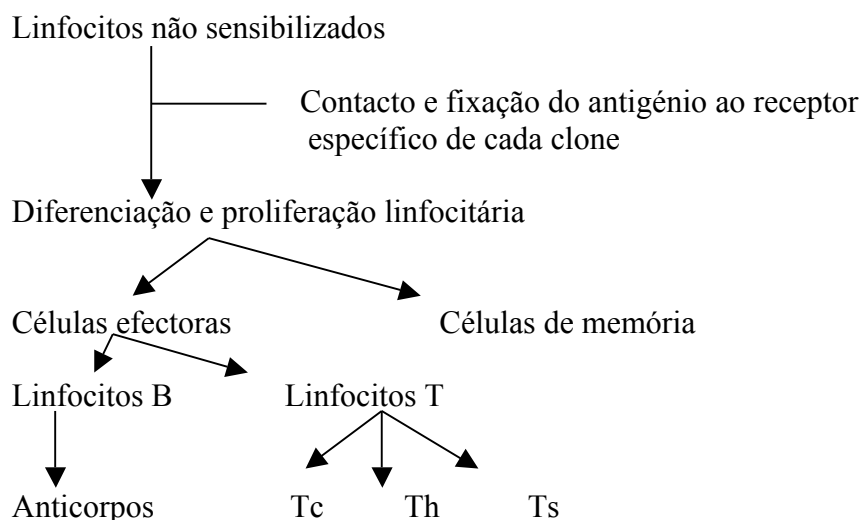 Linfocitos não sensibilizados
Contacto e fixação do antigénio ao receptor
específico de cada clone
Diferenciação e proliferação linfocitária
Células efectoras Células de memória
Linfocitos B Linfocitos T
Anticorpos Tc Th Ts